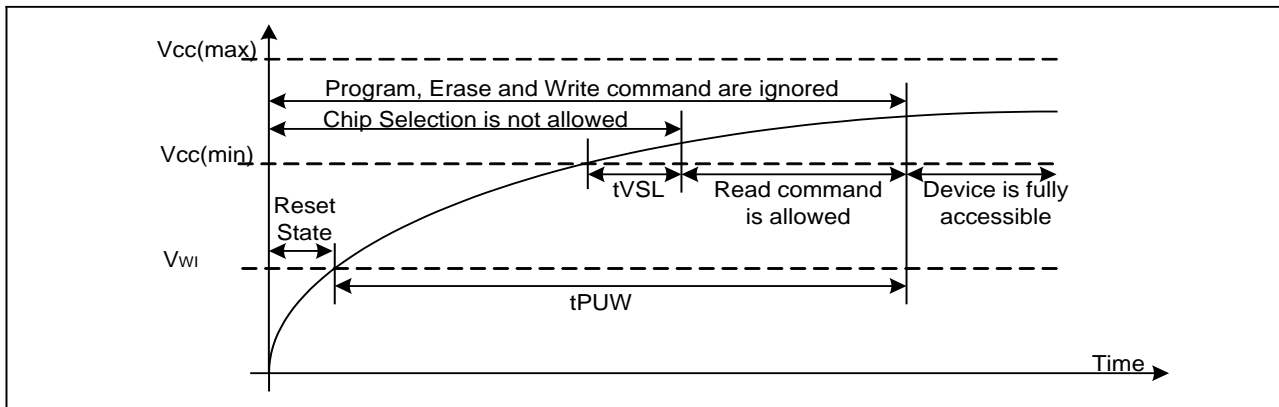 Vcc(max)
Program, Erase and Write command are ignored
Chip Selection is not allowed
Vcc(min)
tVSL
Read command
is allowed
Device is fully
accessible
Reset
State
VWI
tPUW
Time